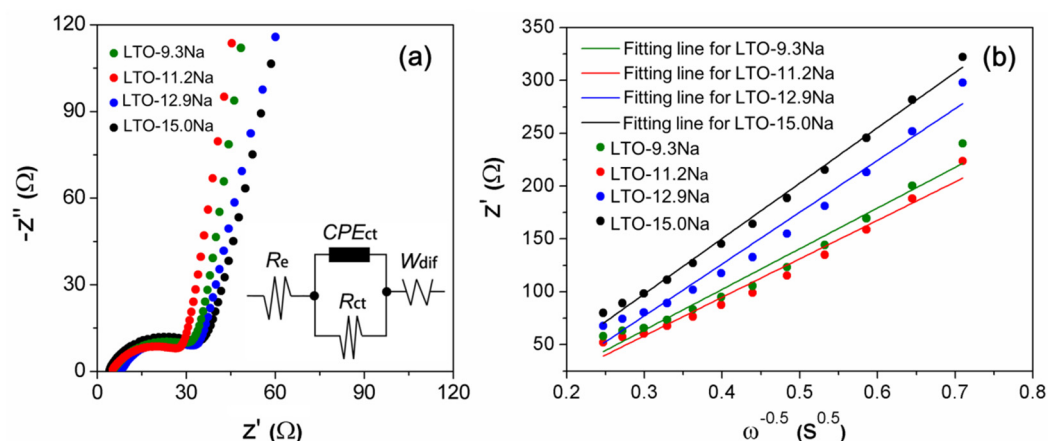 (a)
LTO-9.3Na
LTO-11.2Na
LTO-12.9Na
LTO-15.0Na
120
90
60
30
0
-Z'' (Ω)
0 30 60 90 120
Z' (Ω)
Re
CPEct
Rct
Wdif
(b)
Fitting line for LTO-9.3Na
Fitting line for LTO-11.2Na
Fitting line for LTO-12.9Na
Fitting line for LTO-15.0Na
LTO-9.3Na
LTO-11.2Na
LTO-12.9Na
LTO-15.0Na
350
300
250
200
150
100
50
Z' (Ω)
0.2 0.3 0.4 0.5 0.6 0.7 0.8
ω^-0.5 (S^0.5)